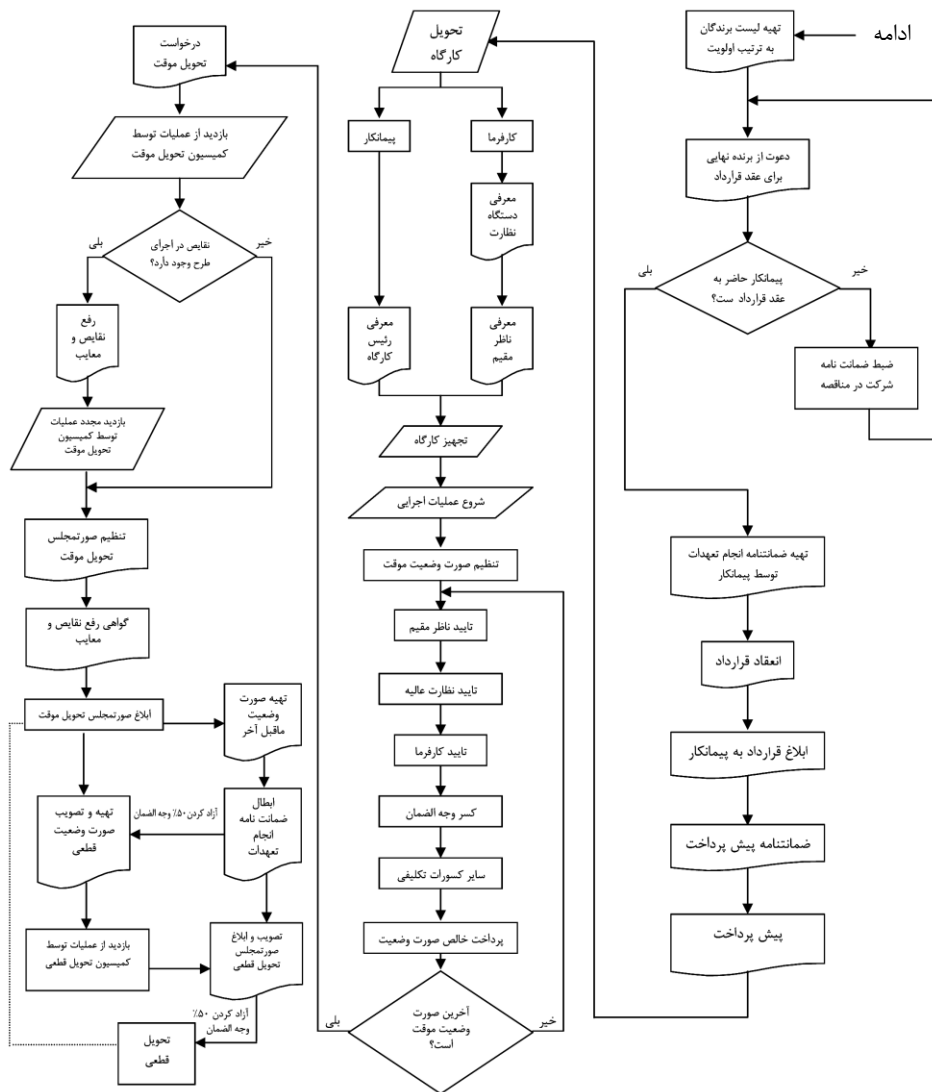 ادامه
تهیه لیست برندگان
به ترتیب اولویت
دعوت از برنده نهایی
برای عقد قرارداد
پیمانکار حاضر به
عقد قرارداد ست؟
بلی
خیر
ضبط ضمانت نامه
شرکت در مناقصه
تهیه ضمانتنامه انجام تعهدات
توسط پیمانکار
انعقاد قرارداد
ابلاغ قرارداد به پیمانکار
ضمانتنامه پیش پرداخت
پیش پرداخت
تحویل
کارگاه
کارفرما
پیمانکار
معرفی
دستگاه
نظارت
معرفی
ناظر
مقیم
معرفی
رئیس
کارگاه
تجهیز کارگاه
شروع عملیات اجرایی
تنظیم صورت وضعیت موقت
تایید ناظر مقیم
تایید نظارت عالیه
تایید کارفرما
کسر وجه الضمان
سایر کسورات تکلیفی
پرداخت خالص صورت وضعیت
آخرین صورت
وضعیت موقت
است؟
خیر
بلی
درخواست
تحویل موقت
بازدید از عملیات توسط
کمیسیون تحویل موقت
نقایص در اجرای
طرح وجود دارد؟
خیر
بلی
رفع
نقایص و
معایب
بازدید مجدد عملیات
توسط کمیسیون
تحویل موقت
تنظیم صورتمجلس
تحویل موقت
گواهی رفع نقایص و
معایب
أبلاغ صورتمجلس تحویل موقت
تهیه صورت
وضعیت
ماقبل آخر
ابطال
ضمانت نامه
انجام
تعهدات
آزاد کردن ۵۰٪ وجه الضمان
تهیه و تصویب
صورت وضعیت
قطعی
بازدید از عملیات توسط
کمیسیون تحویل قطعی
تصویب و ابلاغ
صورتمجلس
تحویل قطعی
آزاد کردن ۵۰٪
وجه الضمان
تحویل
قطعی